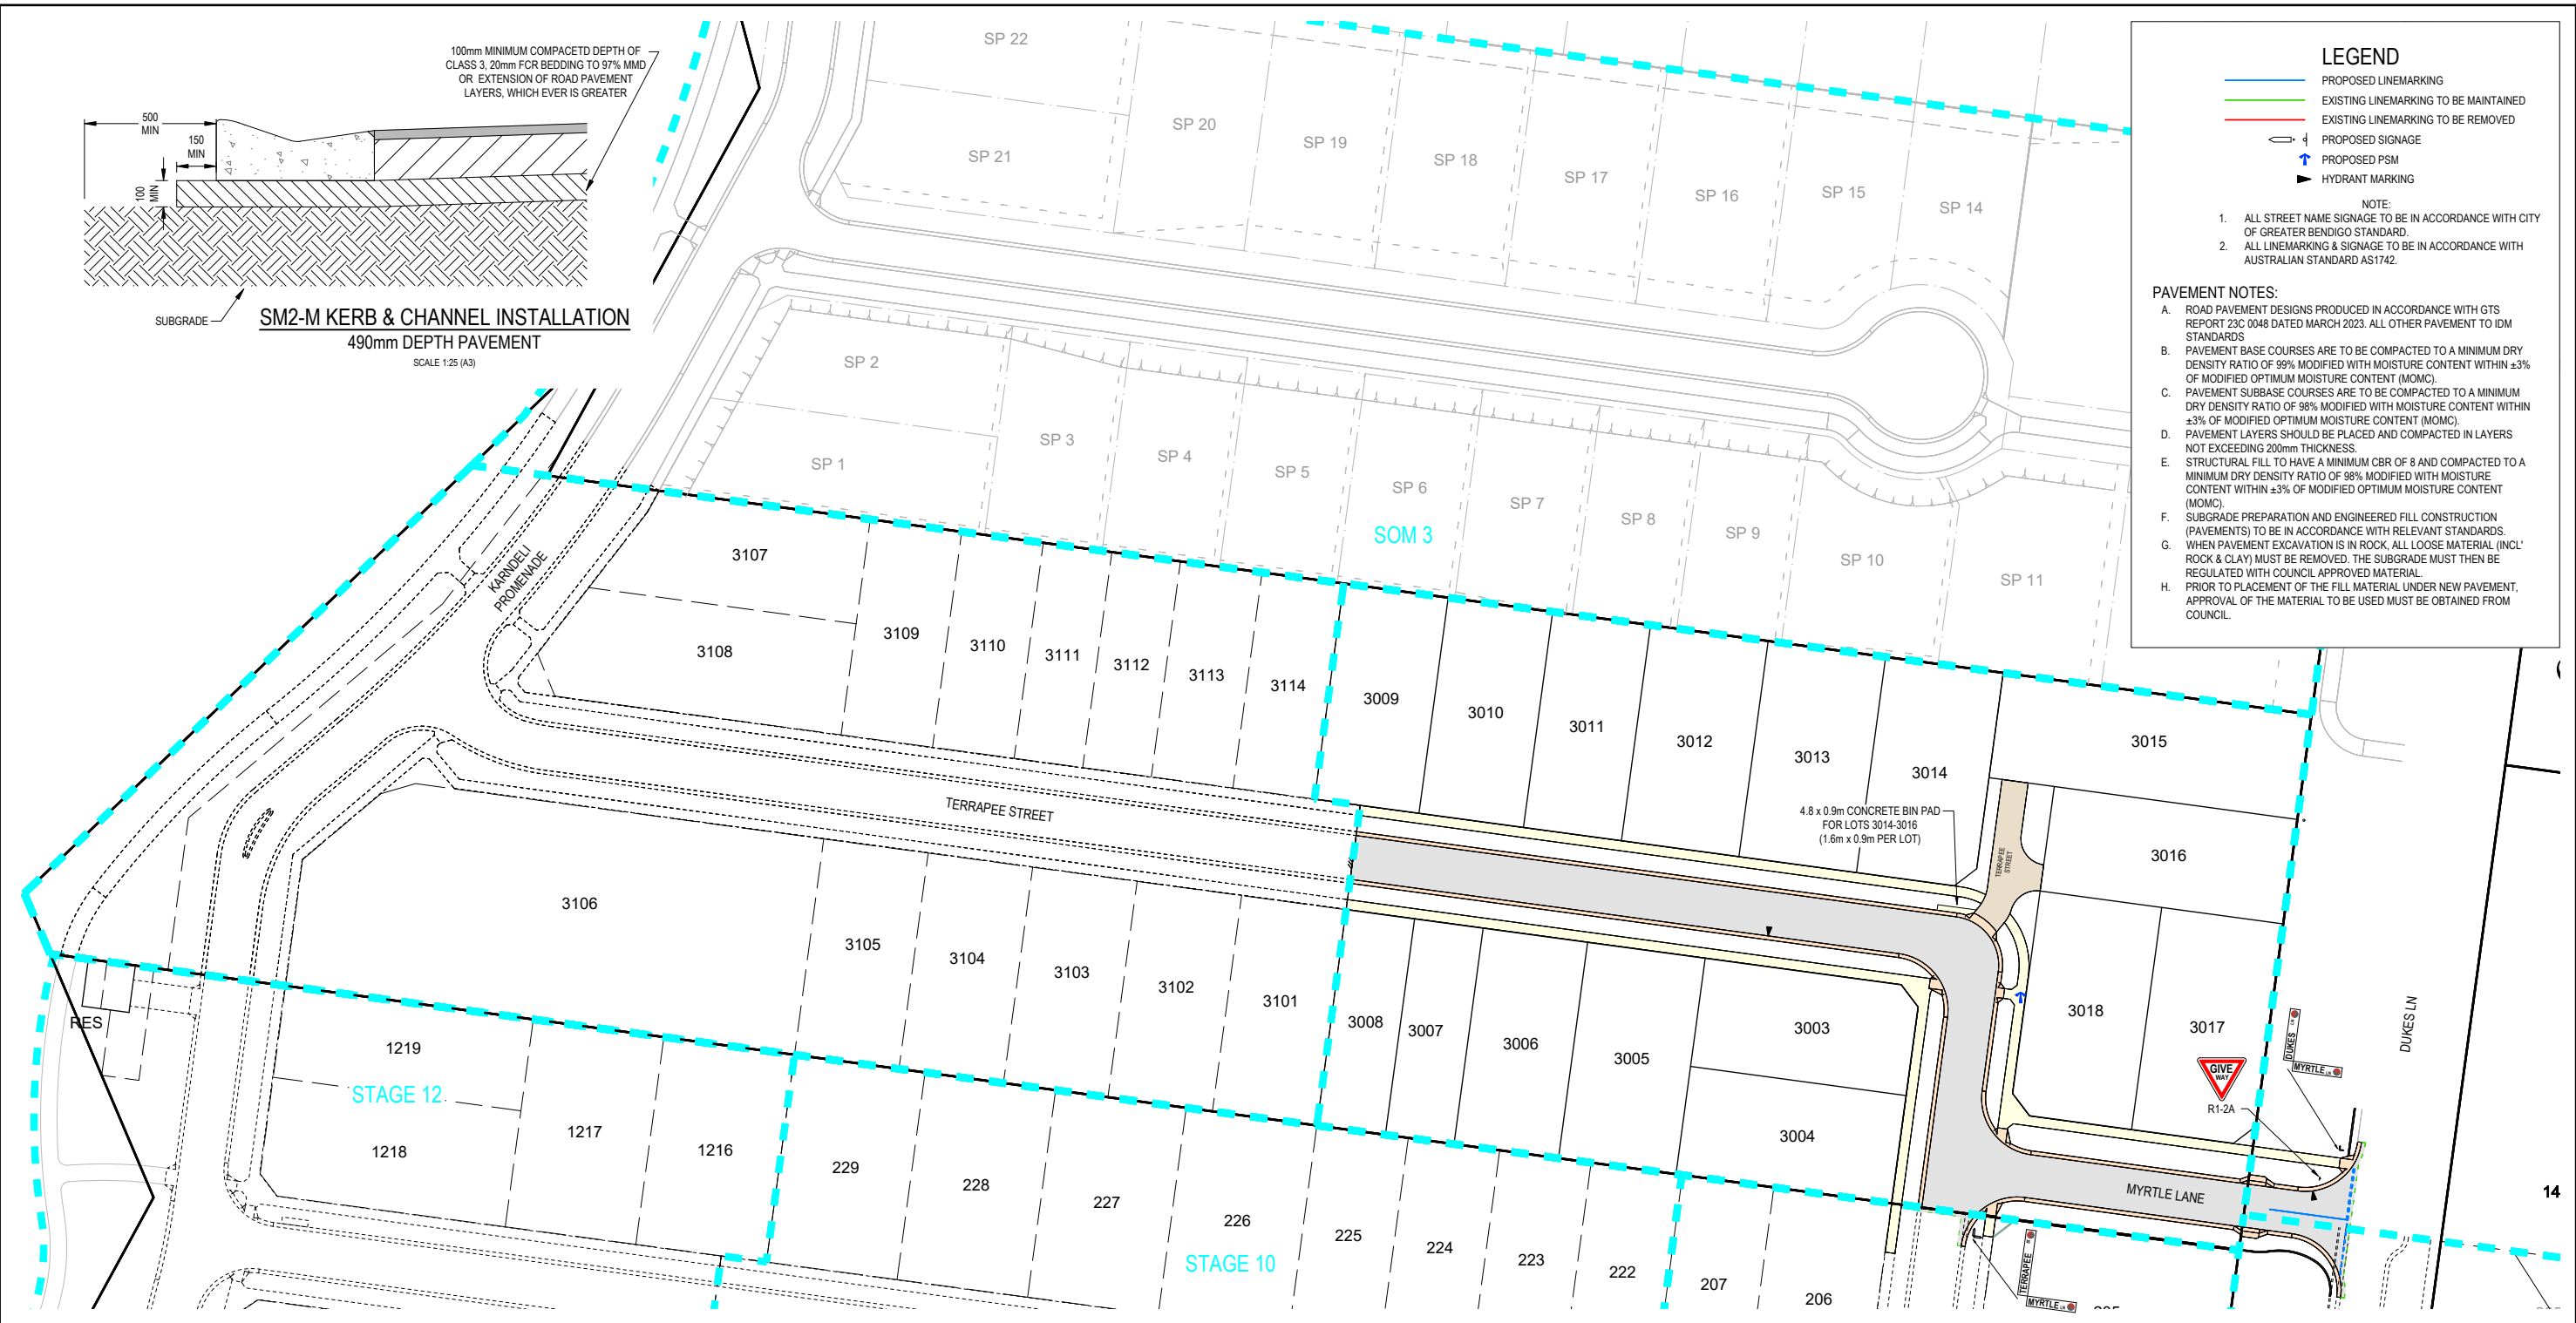 100mm MINIMUM COMPACETD DEPTH OF
CLASS 3, 20mm FCR BEDDING TO 97% MMD
OR EXTENSION OF ROAD PAVEMENT
LAYERS, WHICH EVER IS GREATER
500
MIN
150
MIN
100
MIN
SUBGRADE
SM2-M KERB & CHANNEL INSTALLATION
490mm DEPTH PAVEMENT
SCALE 1:25 (A3)
LEGEND
PROPOSED LINEMARKING
EXISTING LINEMARKING TO BE MAINTAINED
EXISTING LINEMARKING TO BE REMOVED
PROPOSED SIGNAGE
PROPOSED PSM
HYDRANT MARKING
NOTE:
1. ALL STREET NAME SIGNAGE TO BE IN ACCORDANCE WITH CITY
OF GREATER BENDIGO STANDARD.
2. ALL LINEMARKING & SIGNAGE TO BE IN ACCORDANCE WITH
AUSTRALIAN STANDARD AS1742.
PAVEMENT NOTES:
A. ROAD PAVEMENT DESIGNS PRODUCED IN ACCORDANCE WITH GTS
REPORT 23C 0048 DATED MARCH 2023. ALL OTHER PAVEMENT TO IDM
STANDARDS
B. PAVEMENT BASE COURSES ARE TO BE COMPACTED TO A MINIMUM DRY
DENSITY RATIO OF 99% MODIFIED WITH MOISTURE CONTENT WITHIN ±3%
OF MODIFIED OPTIMUM MOISTURE CONTENT (MOMC).
C. PAVEMENT SUBBASE COURSES ARE TO BE COMPACTED TO A MINIMUM
DRY DENSITY RATIO OF 98% MODIFIED WITH MOISTURE CONTENT WITHIN
±3% OF MODIFIED OPTIMUM MOISTURE CONTENT (MOMC).
D. PAVEMENT LAYERS SHOULD BE PLACED AND COMPACTED IN LAYERS
NOT EXCEEDING 200mm THICKNESS.
E. STRUCTURAL FILL TO HAVE A MINIMUM CBR OF 8 AND COMPACTED TO A
MINIMUM DRY DENSITY RATIO OF 98% MODIFIED WITH MOISTURE
CONTENT WITHIN ±3% OF MODIFIED OPTIMUM MOISTURE CONTENT
(MOMC).
F. SUBGRADE PREPARATION AND ENGINEERED FILL CONSTRUCTION
(PAVEMENTS) TO BE IN ACCORDANCE WITH RELEVANT STANDARDS.
G. WHEN PAVEMENT EXCAVATION IS IN ROCK, ALL LOOSE MATERIAL (INCL'
ROCK & CLAY) MUST BE REMOVED. THE SUBGRADE MUST THEN BE
REGULATED WITH COUNCIL APPROVED MATERIAL.
H. PRIOR TO PLACEMENT OF THE FILL MATERIAL UNDER NEW PAVEMENT,
APPROVAL OF THE MATERIAL TO BE USED MUST BE OBTAINED FROM
COUNCIL.
SP 22
SP 21
SP 20
SP 19
SP 18
SP 17
SP 16
SP 15
SP 14
SP 2
SP 1
SP 3
SP 4
SP 5
SP 6
SP 7
SP 8
SP 9
SP 10
SP 11
SOM 3
KARNDELI
PROMENADE
3107
3108
3109
3110
3111
3112
3113
3114
3009
3010
3011
3012
3013
3014
3015
3016
TERRAPEE STREET
4.8 x 0.9m CONCRETE BIN PAD
FOR LOTS 3014-3016
(1.6m x 0.9m PER LOT)
TERRAPEE
STREET
3106
3105
3104
3103
3102
3101
3008
3007
3006
3005
3003
3004
3018
3017
DUKES LN
DUKES LN
MYRTLE LN
GIVE
WAY
R1-2A
MYRTLE LANE
RES
1219
STAGE 12
1218
1217
1216
229
228
227
226
STAGE 10
225
224
223
222
207
206
TERRAPEE
MYRTLE LN
14